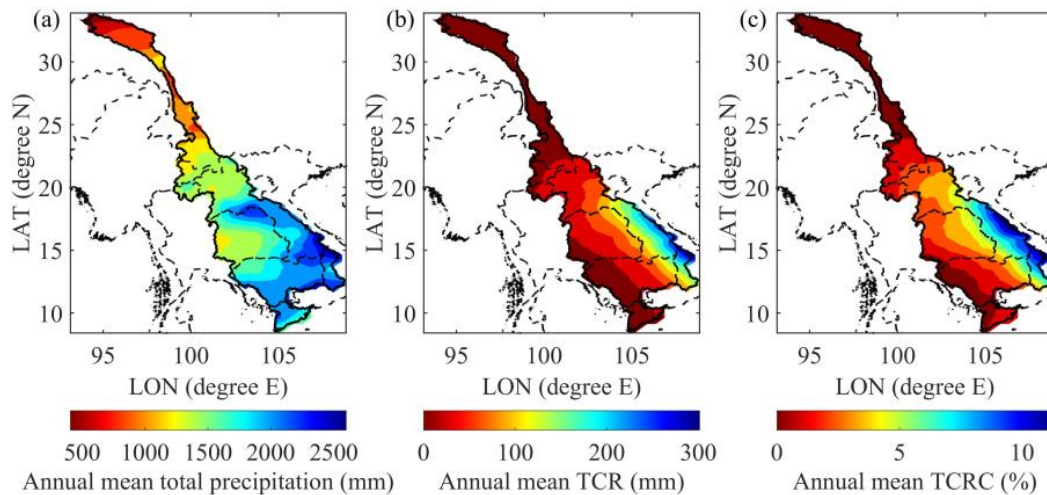 (a) (b) (c)
30 30 30
25 25 25
20 20 20
15 15 15
10 10 10
LAT (degree N) LAT (degree N) LAT (degree N)
95 100 105 95 100 105 95 100 105
LON (degree E) LON (degree E) LON (degree E)
500 1000 1500 2000 2500 0 100 200 300 0 5 10
Annual mean total precipitation (mm) Annual mean TCR (mm) Annual mean TCRC (%)